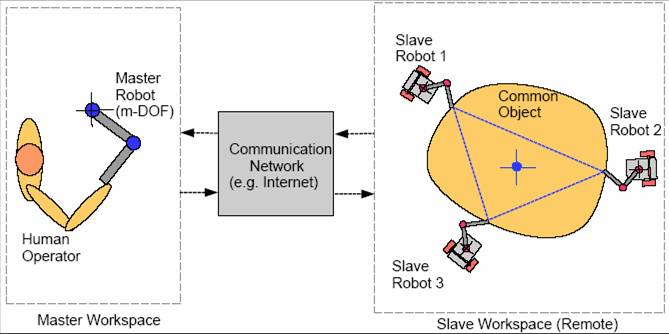 Master
Robot
(m-DOF)
Human
Operator
Master Workspace
Communication
Network
(e.g. Internet)
Slave
Robot 1
Common
Object
Slave
Robot 2
Slave
Robot 3
Slave Workspace (Remote)